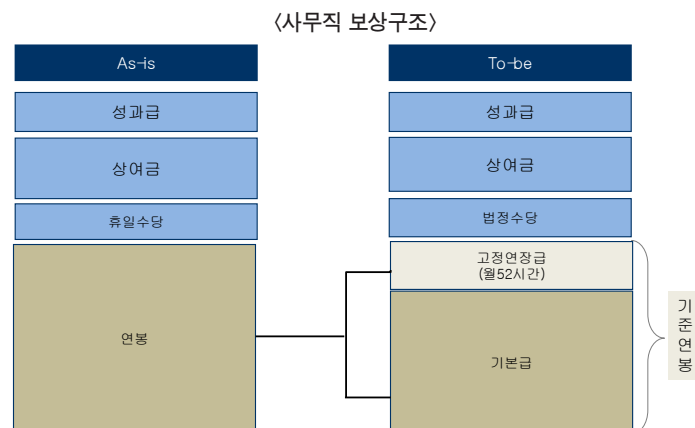 〈사무직 보상구조〉
As-is
To-be
성과급
성과급
상여금
상여금
휴일수당
법정수당
고정연장급
(월52시간)
연봉
기본급
기준연봉